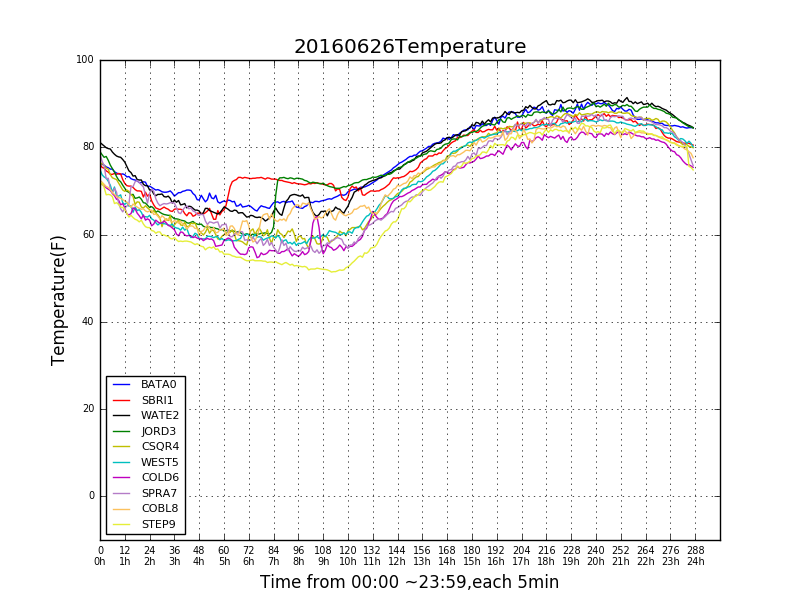 20160626Temperature
100
80
60
40
20
0
Temperature(F)
BATA0
SBRI1
WATE2
JORD3
CSQR4
WEST5
COLD6
SPRA7
COBL8
STEP9
0 12 24 36 48 60 72 84 96 108 120 132 144 156 168 180 192 204 216 228 240 252 264 276 288
0h 1h 2h 3h 4h 5h 6h 7h 8h 9h 10h 11h 12h 13h 14h 15h 16h 17h 18h 19h 20h 21h 22h 23h 24h
Time from 00:00 ~23:59,each 5min